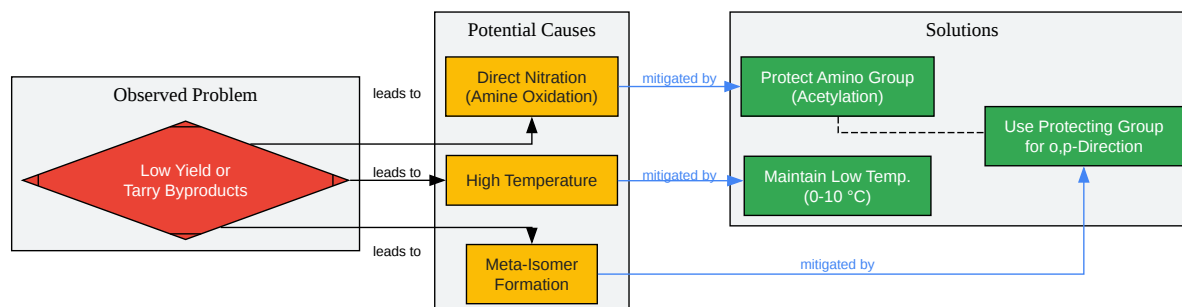 Observed Problem
Low Yield or
Tarry Byproducts
leads to
leads to
leads to
Potential Causes
Direct Nitration
(Amine Oxidation)
High Temperature
Meta-Isomer
Formation
mitigated by
mitigated by
mitigated by
Solutions
Protect Amino Group
(Acetylation)
Maintain Low Temp.
(0-10 °C)
Use Protecting Group
for o,p-Direction